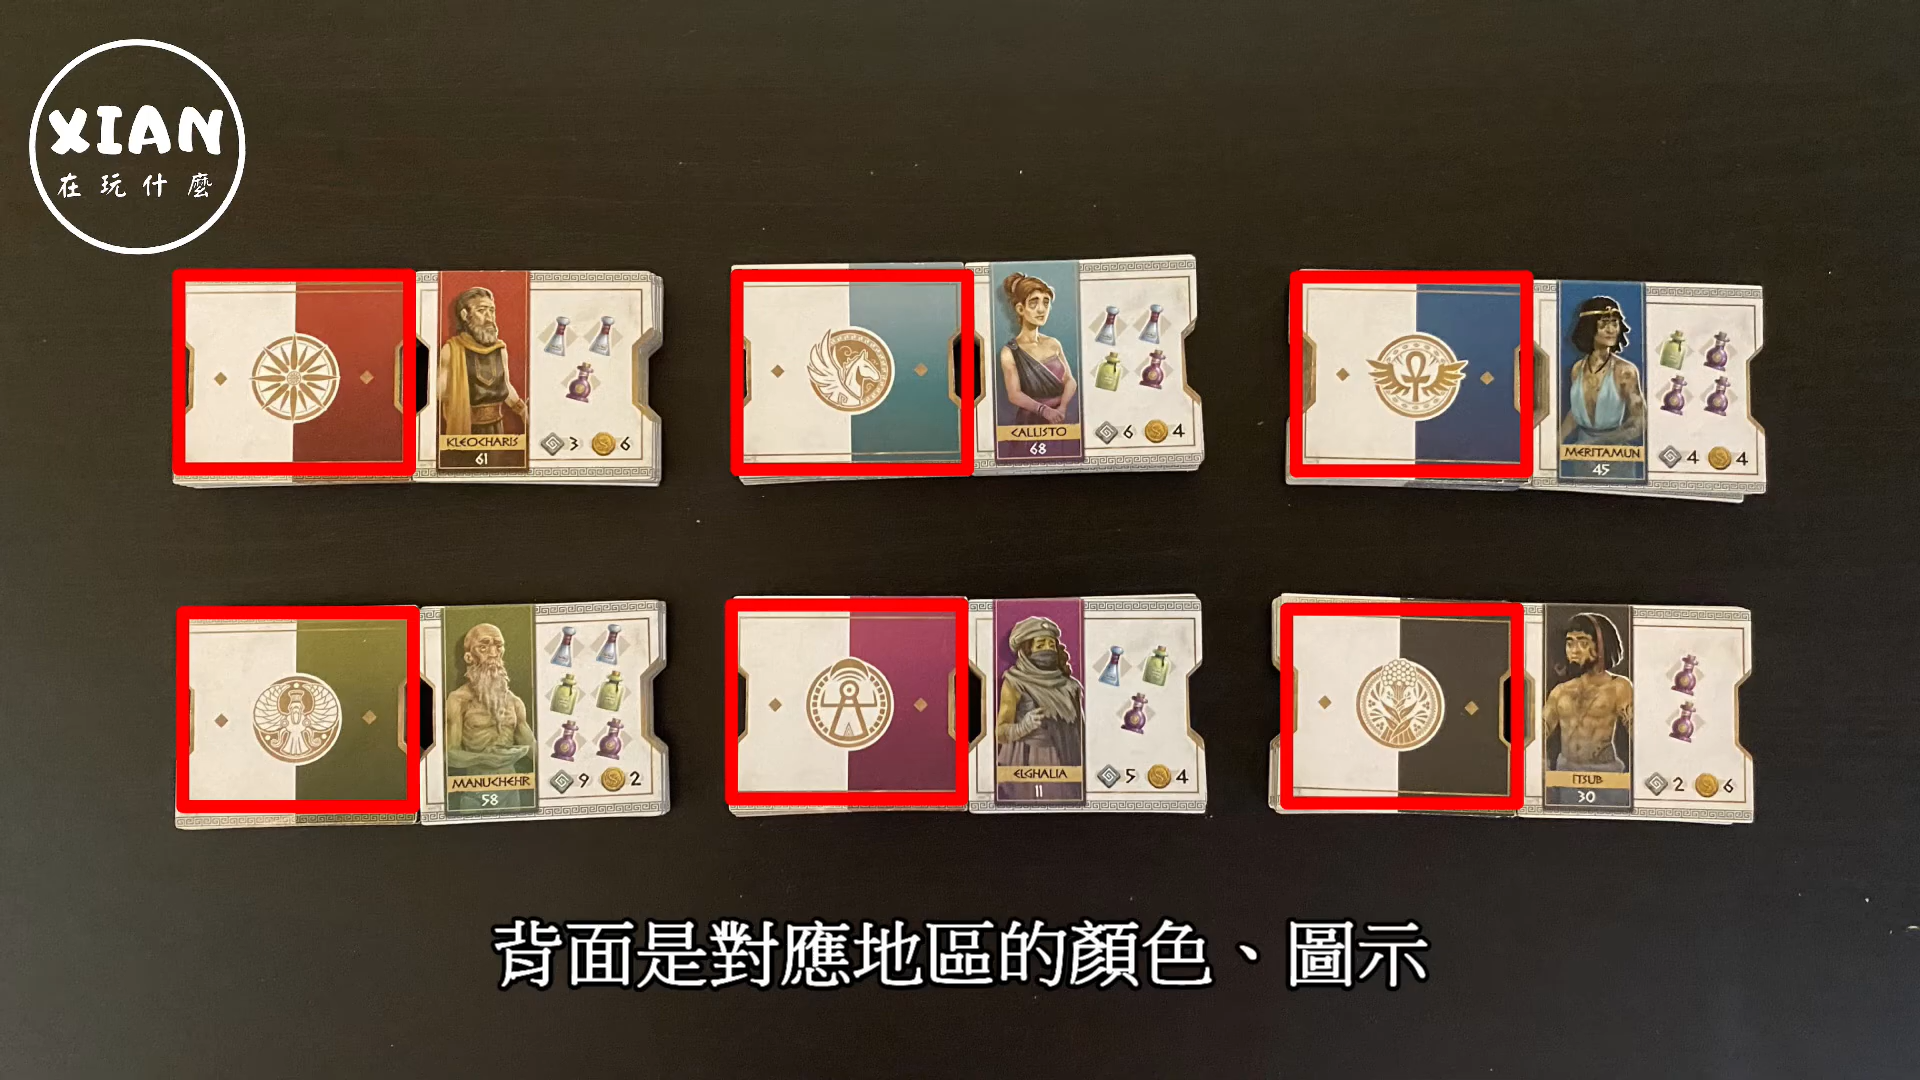 XIAN
在玩什麼
KLEOCHARIS
61
3 6
CALLISTO
68
6 4
MERITAMUN
45
4 4
MANUCHEHR
58
9 2
ELGHALIA
11
5 4
ITSUB
30
2 6
背面是對應地區的顏色、圖示